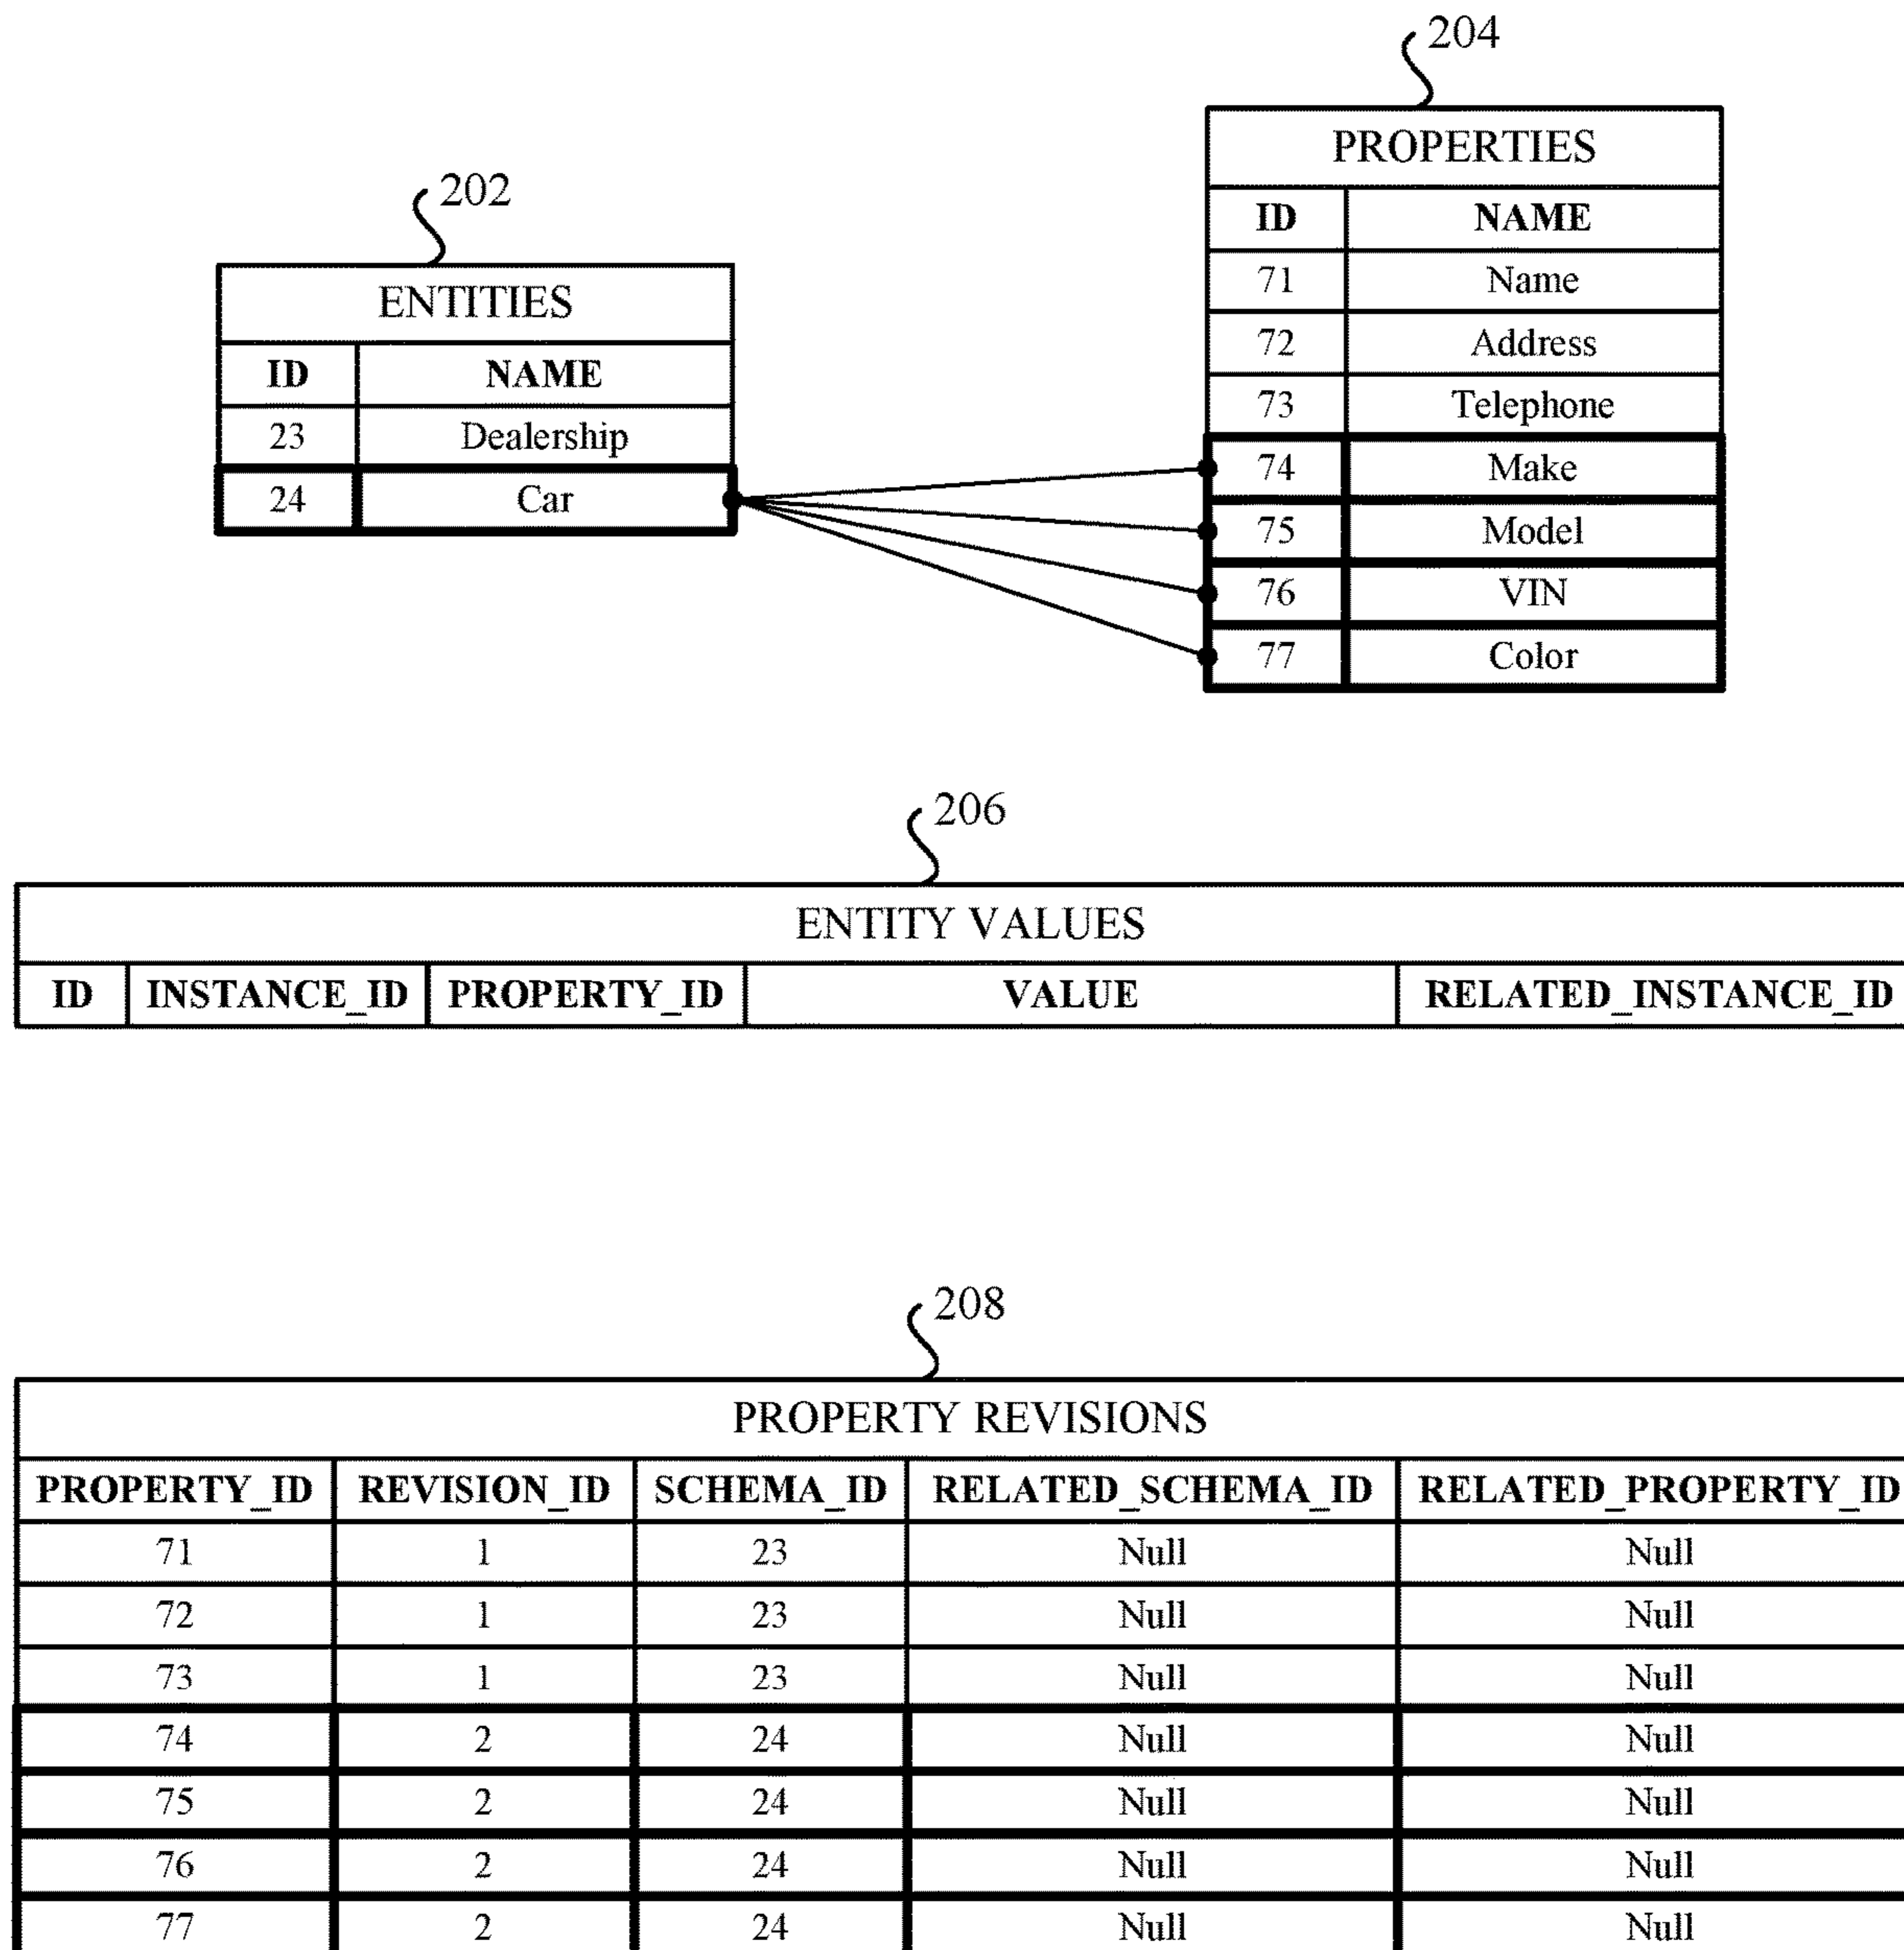 204
PROPERTIES
ID NAME
71 Name
72 Address
73 Telephone
74 Make
75 Model
76 VIN
77 Color
202
ENTITIES
ID NAME
23 Dealership
24 Car
206
ENTITY VALUES
ID INSTANCE_ID PROPERTY_ID VALUE RELATED_INSTANCE_ID
208
PROPERTY REVISIONS
PROPERTY_ID REVISION_ID SCHEMA_ID RELATED_SCHEMA_ID RELATED_PROPERTY_ID
71 1 23 Null Null
72 1 23 Null Null
73 1 23 Null Null
74 2 24 Null Null
75 2 24 Null Null
76 2 24 Null Null
77 2 24 Null Null